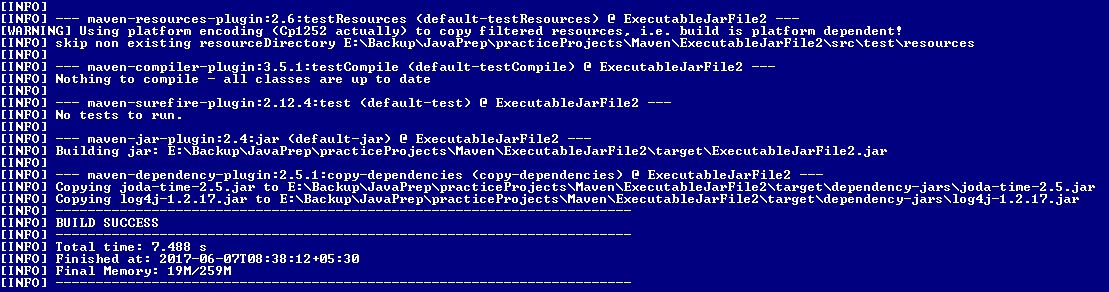 [INFO]
[INFO] --- maven-resources-plugin:2.6:testResources (default-testResources) @ ExecutableJarFile2 ---
[WARNING] Using platform encoding (Cp1252 actually) to copy filtered resources, i.e. build is platform dependent!
[INFO] skip non existing resourceDirectory E:\Backup\JavaPrep\practiceProjects\Maven\ExecutableJarFile2\src\test\resources
[INFO]
[INFO] --- maven-compiler-plugin:3.5.1:testCompile (default-testCompile) @ ExecutableJarFile2 ---
[INFO] Nothing to compile - all classes are up to date
[INFO]
[INFO] --- maven-surefire-plugin:2.12.4:test (default-test) @ ExecutableJarFile2 ---
[INFO] No tests to run.
[INFO]
[INFO] --- maven-jar-plugin:2.4:jar (default-jar) @ ExecutableJarFile2 ---
[INFO] Building jar: E:\Backup\JavaPrep\practiceProjects\Maven\ExecutableJarFile2\target\ExecutableJarFile2.jar
[INFO]
[INFO] --- maven-dependency-plugin:2.5.1:copy-dependencies (copy-dependencies) @ ExecutableJarFile2 ---
[INFO] Copying joda-time-2.5.jar to E:\Backup\JavaPrep\practiceProjects\Maven\ExecutableJarFile2\target\dependency-jars\joda-time-2.5.jar
[INFO] Copying log4j-1.2.17.jar to E:\Backup\JavaPrep\practiceProjects\Maven\ExecutableJarFile2\target\dependency-jars\log4j-1.2.17.jar
[INFO] ------------------------------------------------------------------------
[INFO] BUILD SUCCESS
[INFO] ------------------------------------------------------------------------
[INFO] Total time: 7.488 s
[INFO] Finished at: 2017-06-07T08:38:12+05:30
[INFO] Final Memory: 19M/259M
[INFO] ------------------------------------------------------------------------